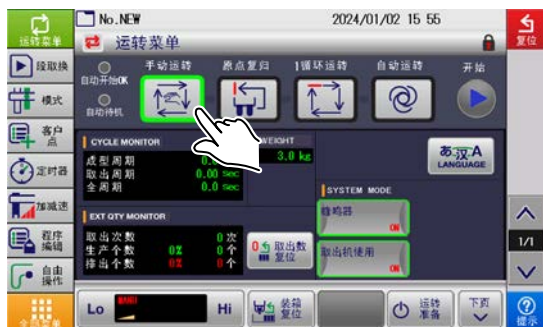 No.NEW 2024/01/02 15 55
运转菜单
运转菜单
复位
段取换
模式
客户点
定时器
加减速
程序编辑
自由操作
全部菜单
自动开始OK
自动待机
手动运转 原点复归 1循环运转 自动运转 开始
CYCLE MONITOR
成型周期
取出周期 0.00 sec
全周期 0.0 sec
WEIGHT
3.0 kg
あ汉A
LANGUAGE
EXT QTY MONITOR
取出次数 0次
生产个数 0% 0个
排出个数 0% 0个
取出数复位
SYSTEM MODE
蜂鸣器
ON
取出机使用
ON
1/1
Lo Hi
装箱复位
运转准备
下页
提示